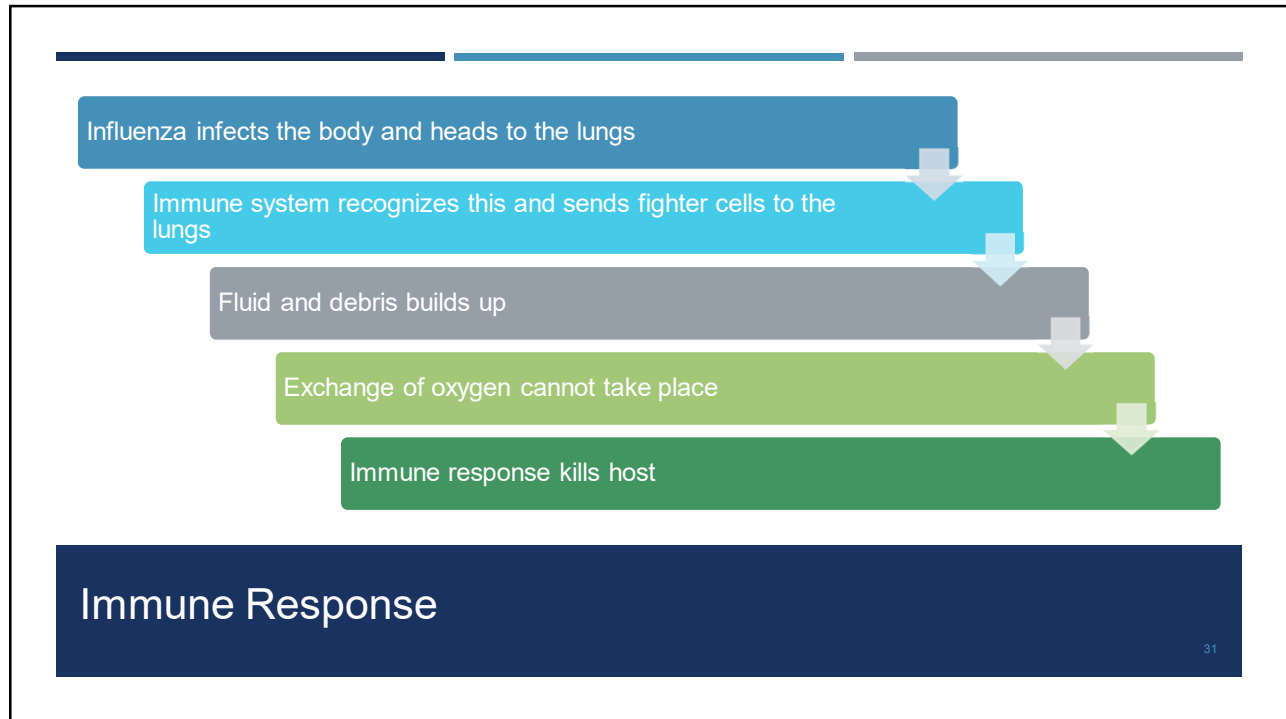 Influenza infects the body and heads to the lungs
Immune system recognizes this and sends fighter cells to the
lungs
Fluid and debris builds up
Exchange of oxygen cannot take place
Immune response kills host
Immune Response
31